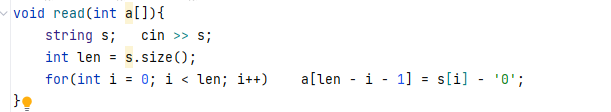 void read(int a[]){
    string s;   cin >> s;
    int len = s.size();
    for(int i = 0; i < len; i++)    a[len - i - 1] = s[i] - '0';
}